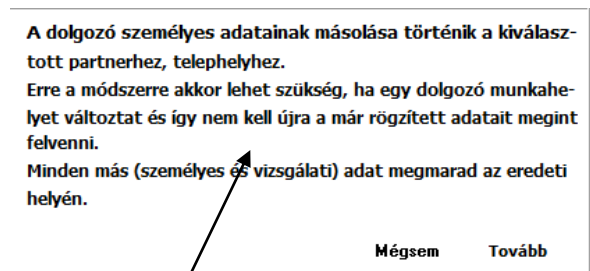 A dolgozó személyes adatainak másolása történik a kiválasz-
tott partnerhez, telephelyhez.
Erre a módszerre akkor lehet szükség, ha egy dolgozó munkahe-
lyet változtat és így nem kell újra a már rögzített adatait megint
felvenni.
Minden más (személyes és vizsgálati) adat megmarad az eredeti
helyén.
Mégsem Tovább